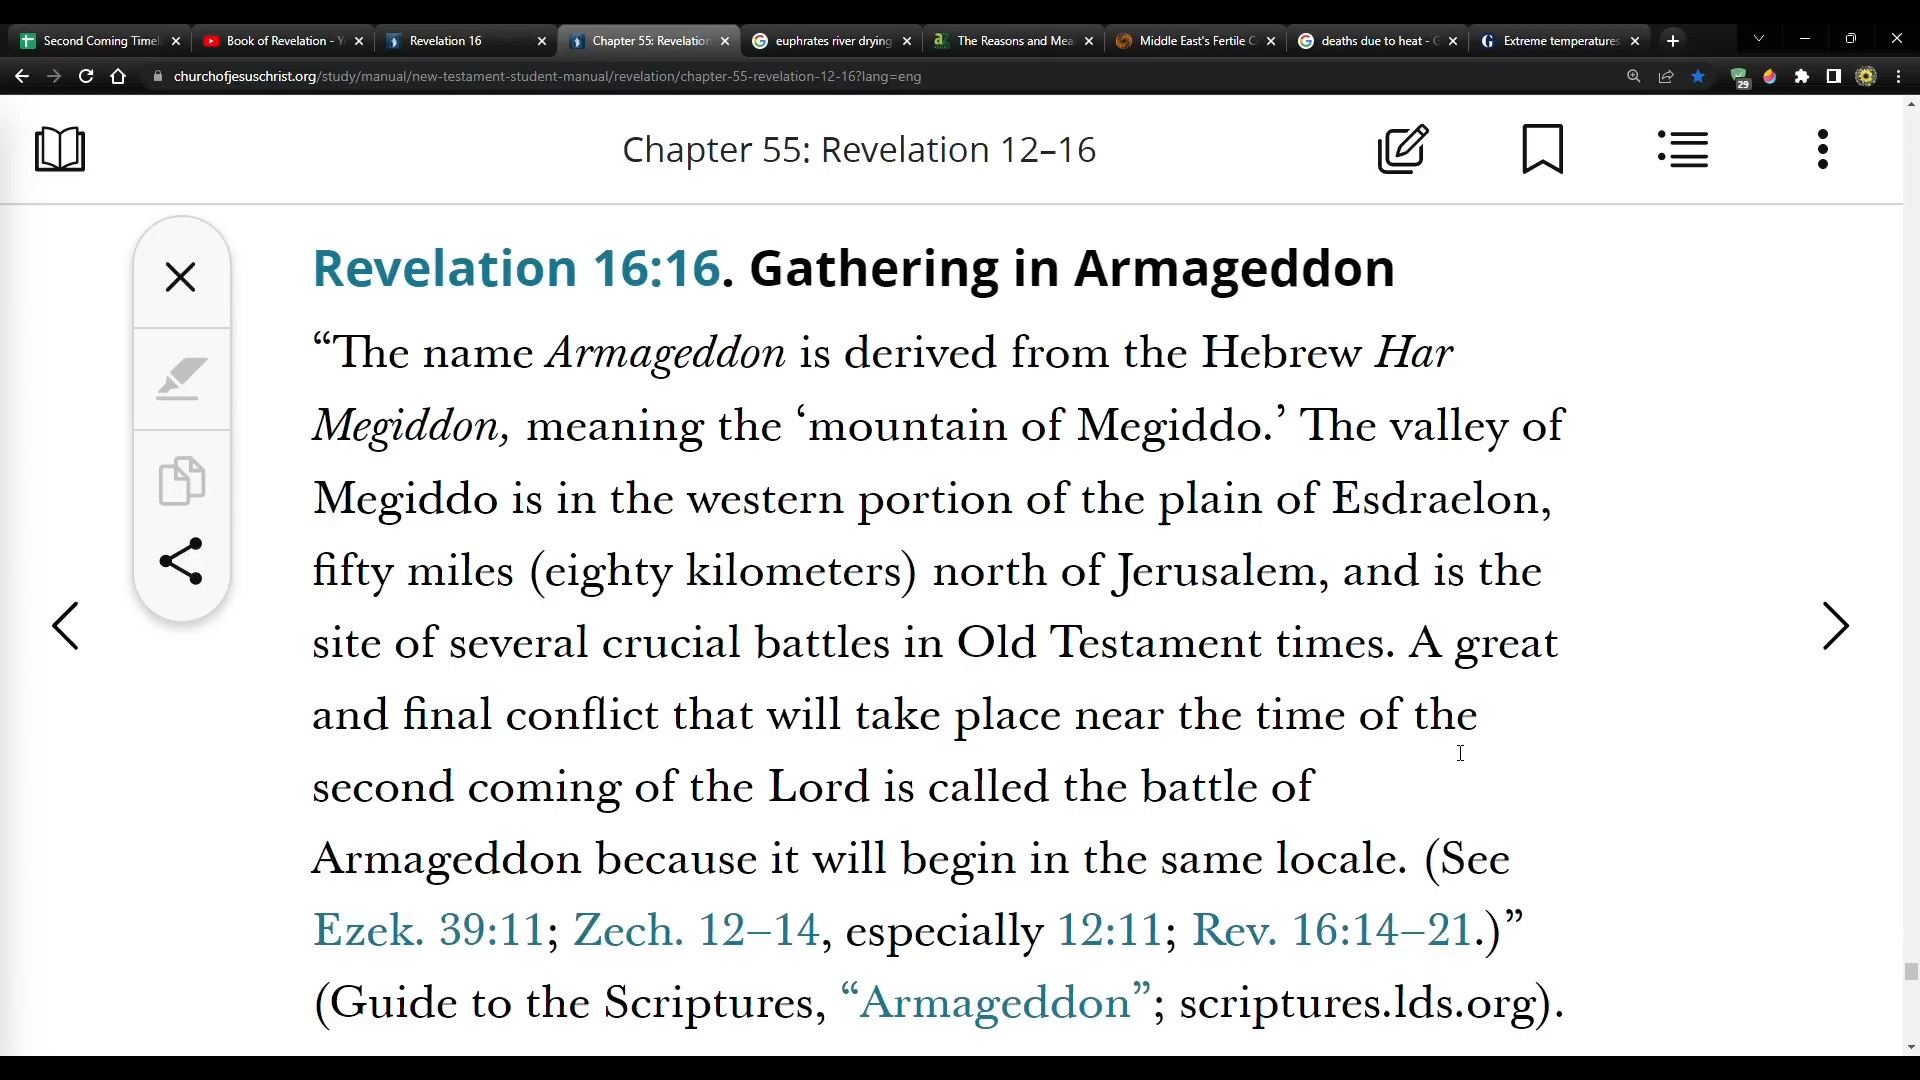 Second Coming Time
Book of Revelation - Y
Revelation 16
Chapter 55: Revelation
euphrates river drying
The Reasons and Mea
Middle East's Fertile C
deaths due to heat - G
Extreme temperatures
churchofjesuschrist.org/study/manual/new-testament-student-manual/revelation/chapter-55-revelation-12-16?lang=eng
29
Chapter 55: Revelation 12–16
Revelation 16:16. Gathering in Armageddon
“The name Armageddon is derived from the Hebrew Har
Megiddon, meaning the ‘mountain of Megiddo.’ The valley of
Megiddo is in the western portion of the plain of Esdraelon,
fifty miles (eighty kilometers) north of Jerusalem, and is the
site of several crucial battles in Old Testament times. A great
and final conflict that will take place near the time of the
second coming of the Lord is called the battle of
Armageddon because it will begin in the same locale. (See
Ezek. 39:11; Zech. 12–14, especially 12:11; Rev. 16:14–21.)”
(Guide to the Scriptures, “Armageddon”; scriptures.lds.org).